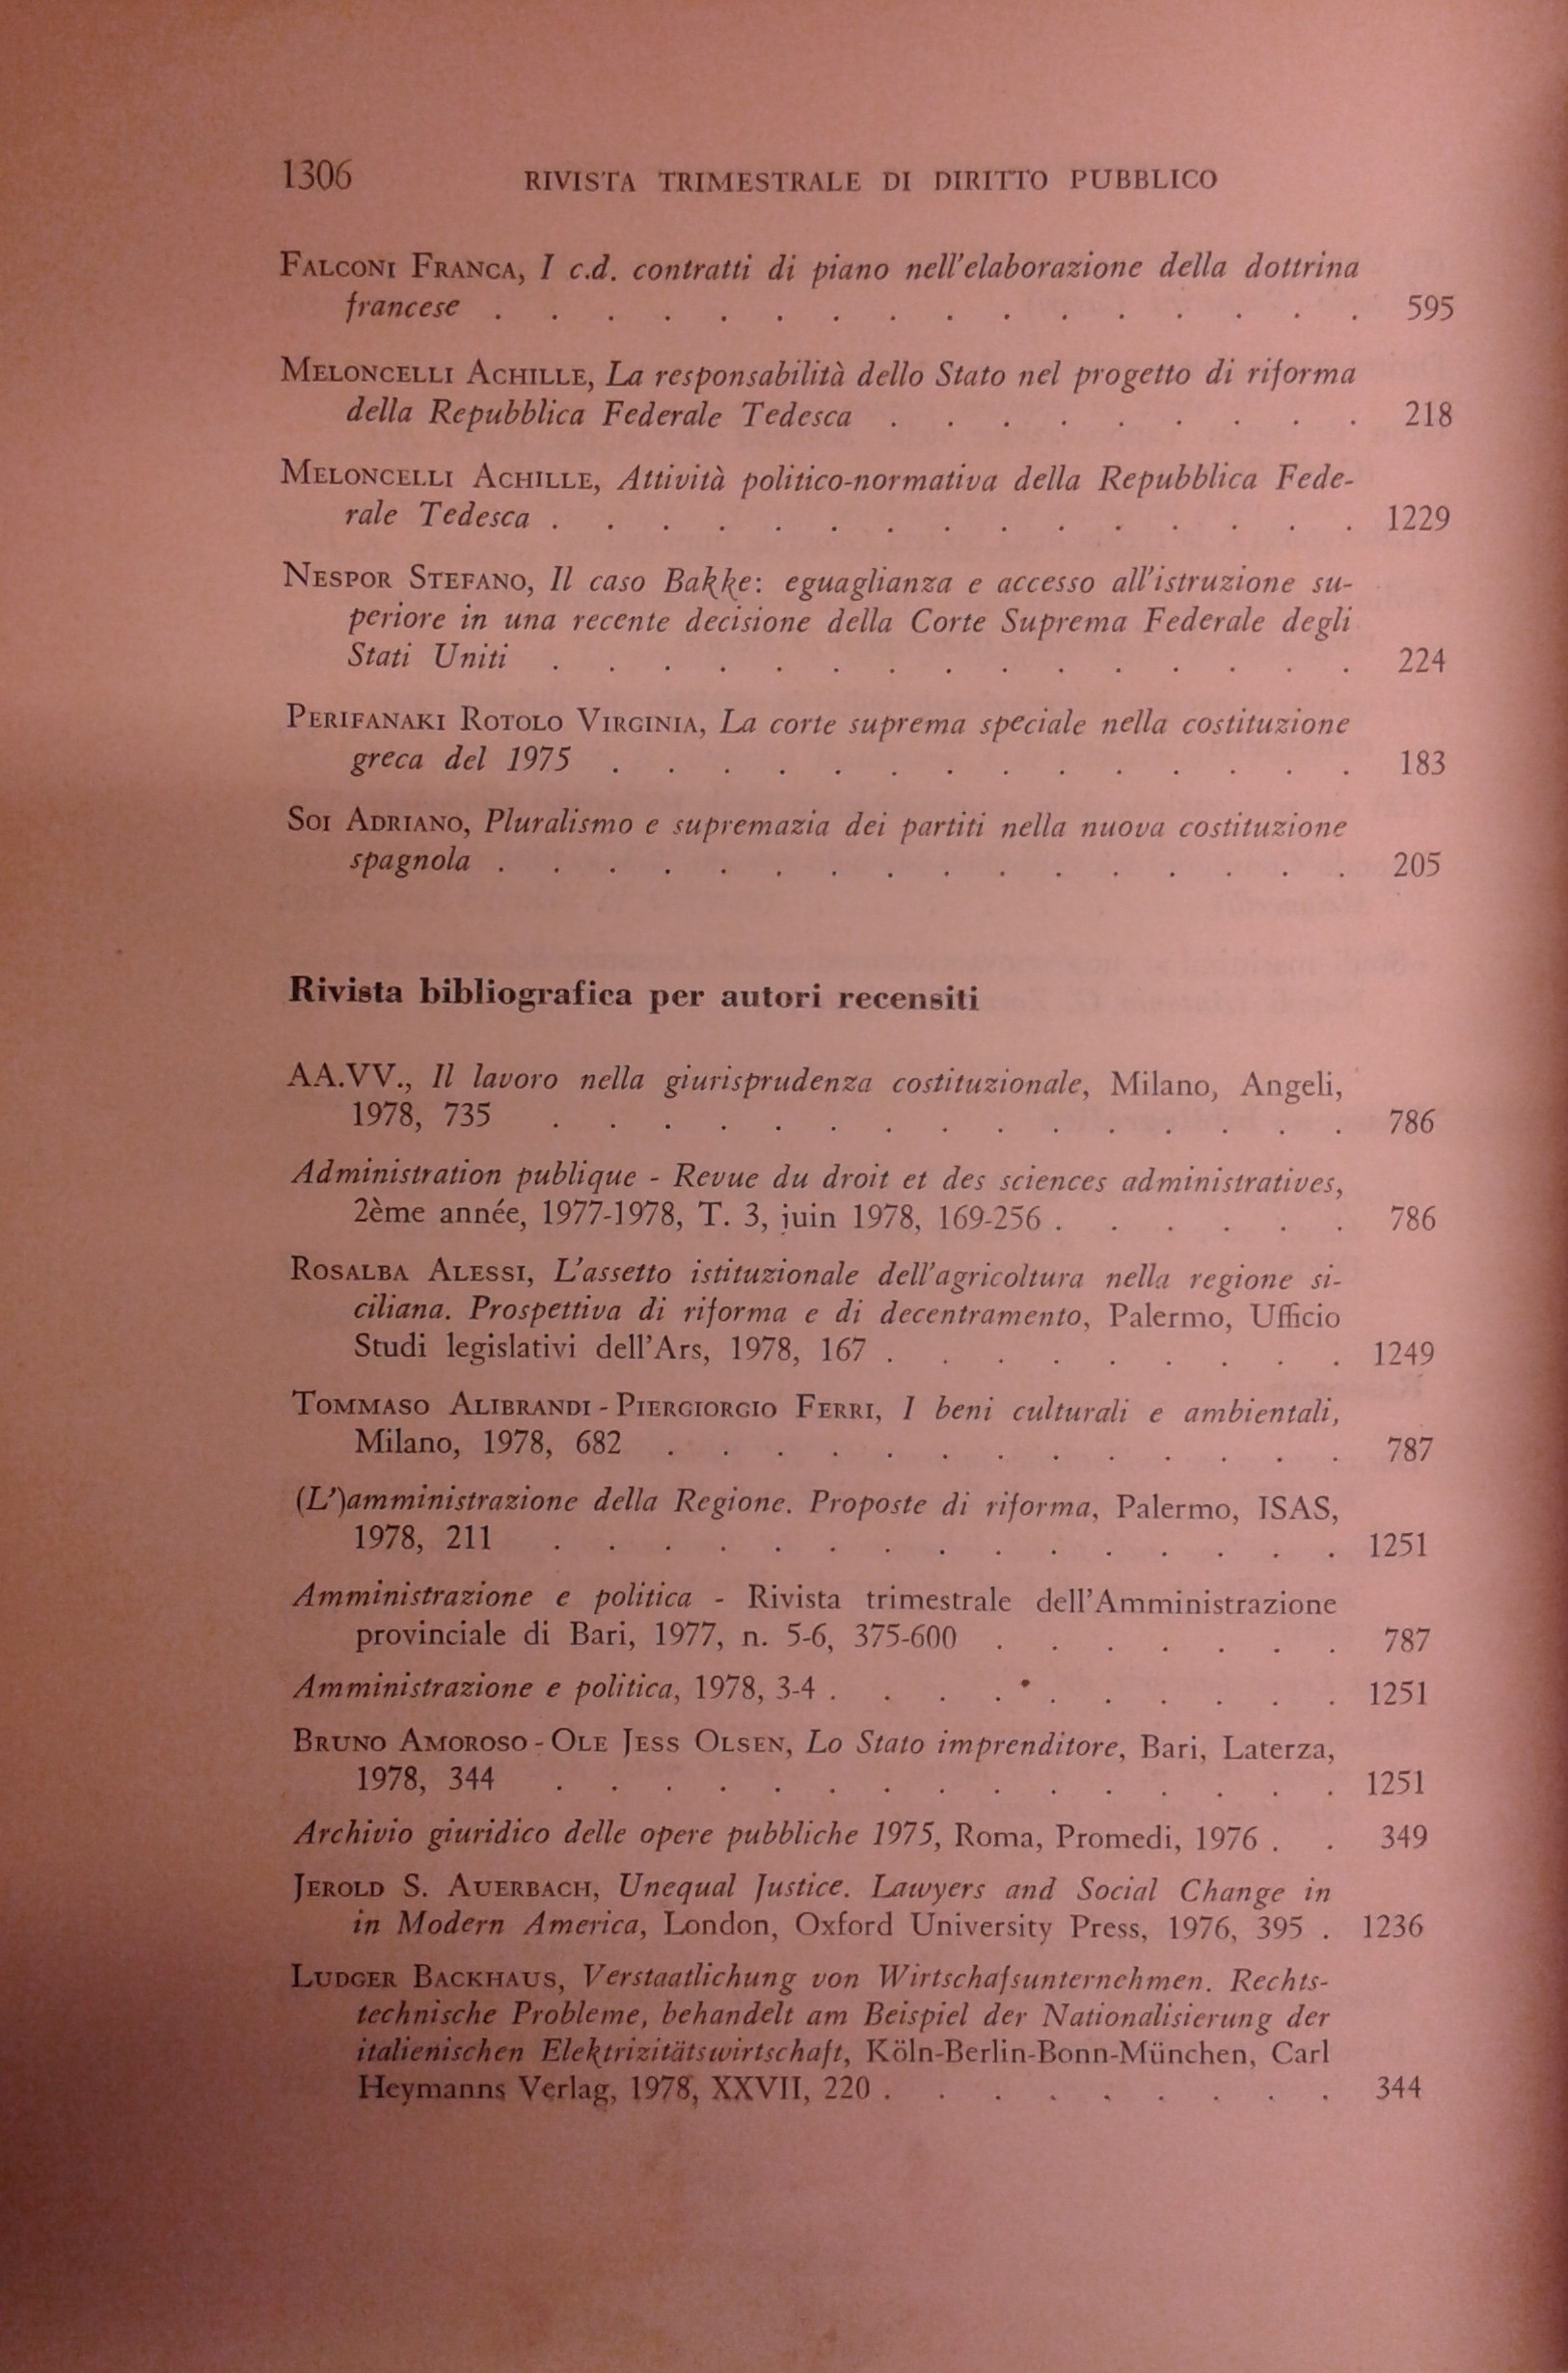 1306 RIVISTA TRIMESTRALE DI DIRITTO PUBBLICO
FALCONI FRANCA, I c.d. contratti di piano nell'elaborazione della dottrina
francese . . . . . . . . . . . . . . . . 595
MELONCELLI ACHILLE, La responsabilità dello Stato nel progetto di riforma
della Repubblica Federale Tedesca . . . . . . . . . 218
MELONCELLI ACHILLE, Attività politico-normativa della Repubblica Fede-
rale Tedesca . . . . . . . . . . . . . . . 1229
NESPOR STEFANO, Il caso Bakke: eguaglianza e accesso all'istruzione su-
periore in una recente decisione della Corte Suprema Federale degli
Stati Uniti . . . . . . . . . . . . . . . 224
PERIFANAKI ROTOLO VIRGINIA, La corte suprema speciale nella costituzione
greca del 1975 . . . . . . . . . . . . . . 183
SOI ADRIANO, Pluralismo e supremazia dei partiti nella nuova costituzione
spagnola . . . . . . . . . . . . . . . . 205
Rivista bibliografica per autori recensiti
AA.VV., Il lavoro nella giurisprudenza costituzionale, Milano, Angeli,
1978, 735 . . . . . . . . . . . . . . . 786
Administration publique - Revue du droit et des sciences administratives,
2ème année, 1977-1978, T. 3, juin 1978, 169-256 . . . . . . 786
ROSALBA ALESSI, L'assetto istituzionale dell'agricoltura nella regione si-
ciliana. Prospettiva di riforma e di decentramento, Palermo, Ufficio
Studi legislativi dell'Ars, 1978, 167 . . . . . . . . . 1249
TOMMASO ALIBRANDI - PIERGIORGIO FERRI, I beni culturali e ambientali,
Milano, 1978, 682 . . . . . . . . . . . . . 787
(L')amministrazione della Regione. Proposte di riforma, Palermo, ISAS,
1978, 211 . . . . . . . . . . . . . . . 1251
Amministrazione e politica - Rivista trimestrale dell'Amministrazione
provinciale di Bari, 1977, n. 5-6, 375-600 . . . . . . . 787
Amministrazione e politica, 1978, 3-4 . . . . . . . . . . 1251
BRUNO AMOROSO - OLE JESS OLSEN, Lo Stato imprenditore, Bari, Laterza,
1978, 344 . . . . . . . . . . . . . . . 1251
Archivio giuridico delle opere pubbliche 1975, Roma, Promedi, 1976 . . 349
JEROLD S. AUERBACH, Unequal Justice. Lawyers and Social Change in
in Modern America, London, Oxford University Press, 1976, 395 . 1236
LUDGER BACKHAUS, Verstaatlichung von Wirtschafsunternehmen. Rechts-
technische Probleme, behandelt am Beispiel der Nationalisierung der
italienischen Elektrizitätswirtschaft, Köln-Berlin-Bonn-München, Carl
Heymanns Verlag, 1978, XXVII, 220 . . . . . . . . . 344